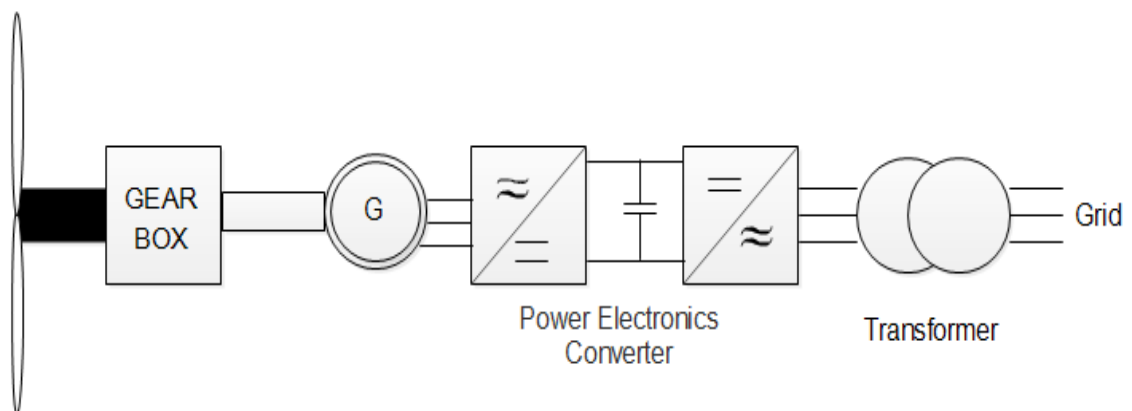 GEAR
BOX
G
Power Electronics
Converter
Transformer
Grid